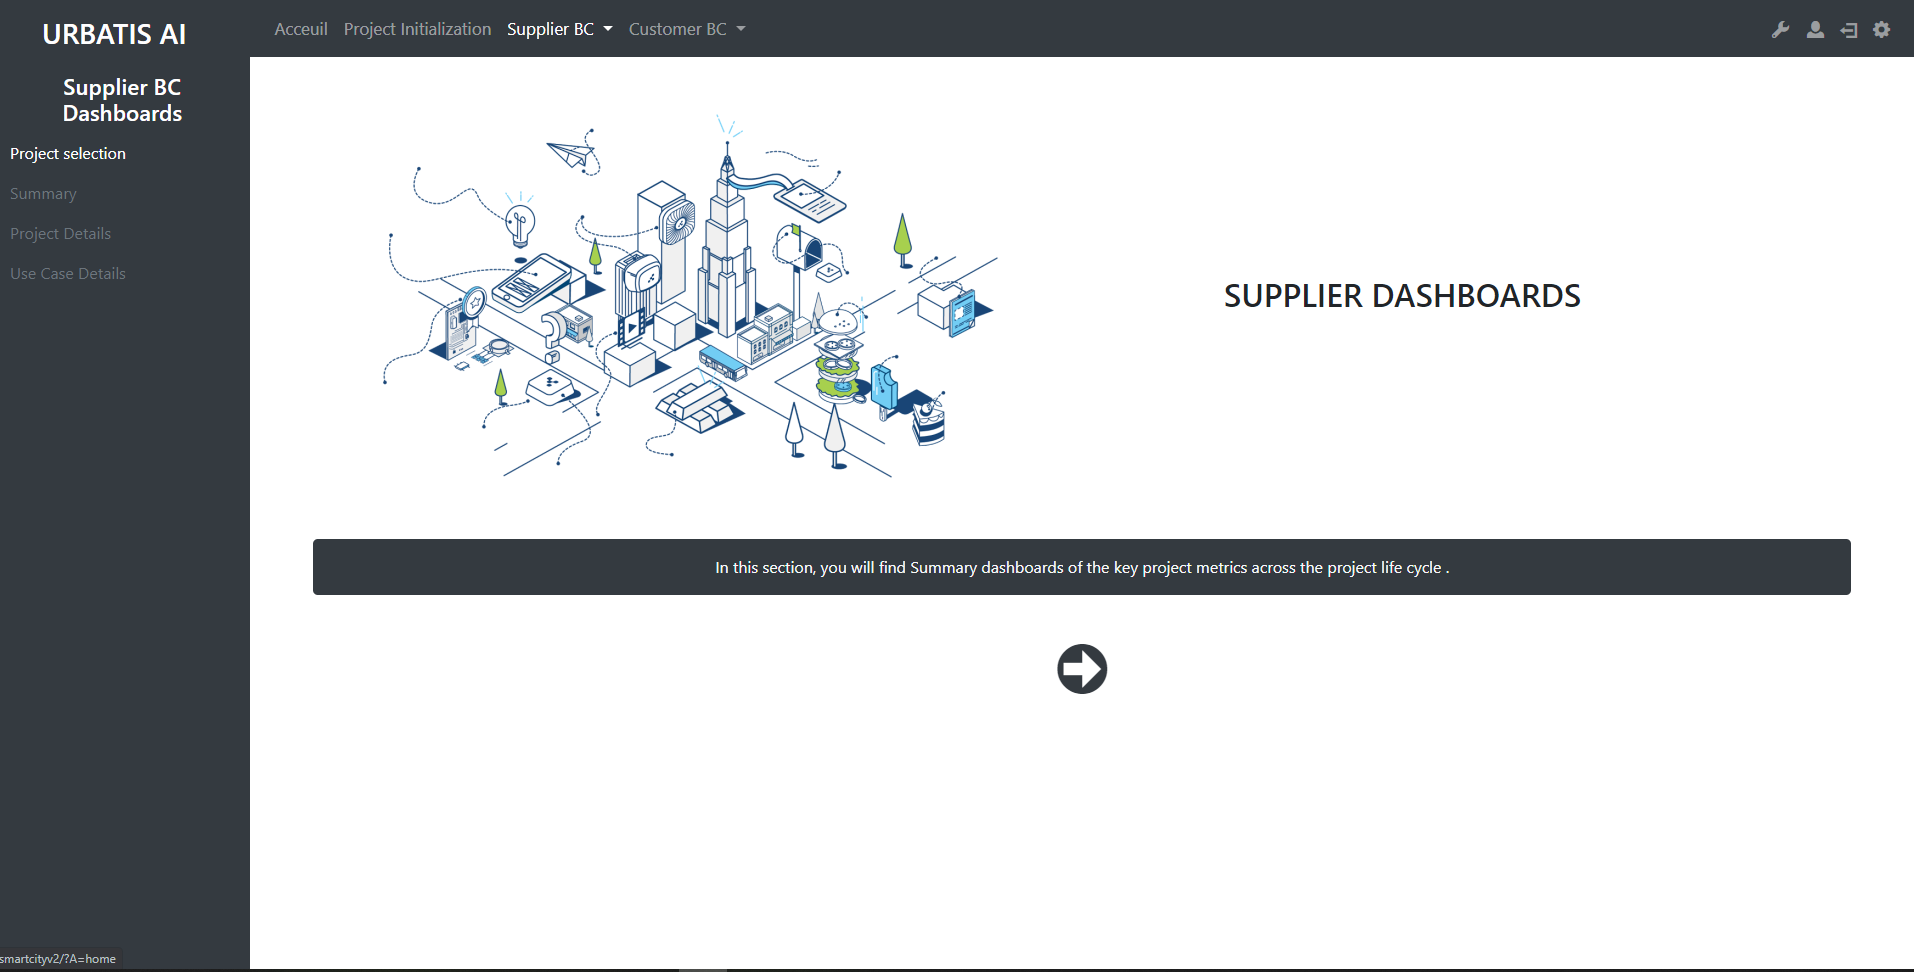 URBATIS AI
Acceuil Project Initialization Supplier BC Customer BC
Supplier BC
Dashboards
Project selection
Summary
Project Details
Use Case Details
SUPPLIER DASHBOARDS
In this section, you will find Summary dashboards of the key project metrics across the project life cycle .
smartcityv2/?A=home